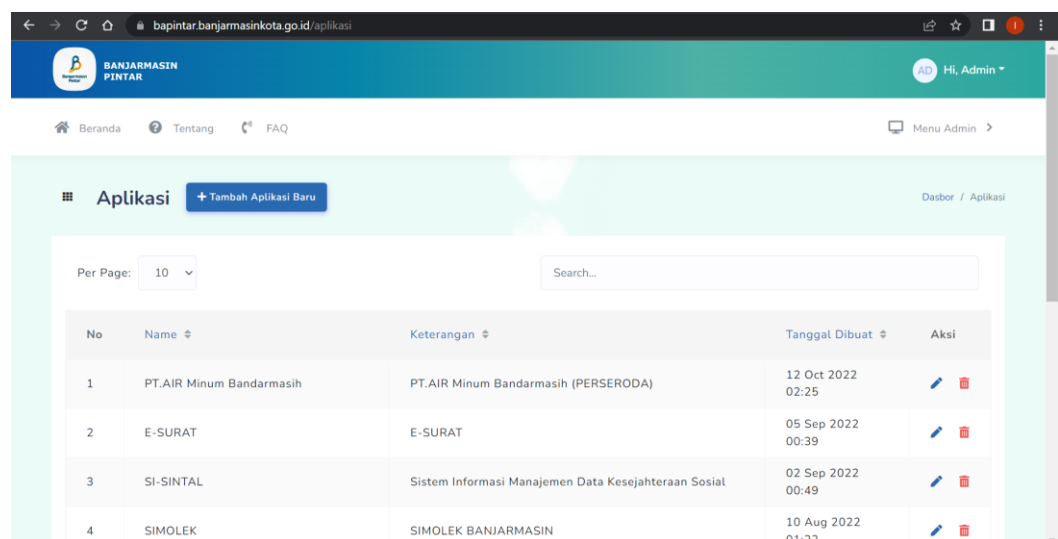 bapintar.banjarmasinkota.go.id/aplikasi
BANJARMASIN
PINTAR
AD Hi, Admin
Beranda Tentang FAQ Menu Admin
Aplikasi + Tambah Aplikasi Baru Dasbor / Aplikasi
Per Page: 10 Search...
No Name Keterangan Tanggal Dibuat Aksi
1 PT.AIR Minum Bandarmasih PT.AIR Minum Bandarmasih (PERSERODA) 12 Oct 2022
02:25
2 E-SURAT E-SURAT 05 Sep 2022
00:39
3 SI-SINTAL Sistem Informasi Manajemen Data Kesejahteraan Sosial 02 Sep 2022
00:49
4 SIMOLEK SIMOLEK BANJARMASIN 10 Aug 2022